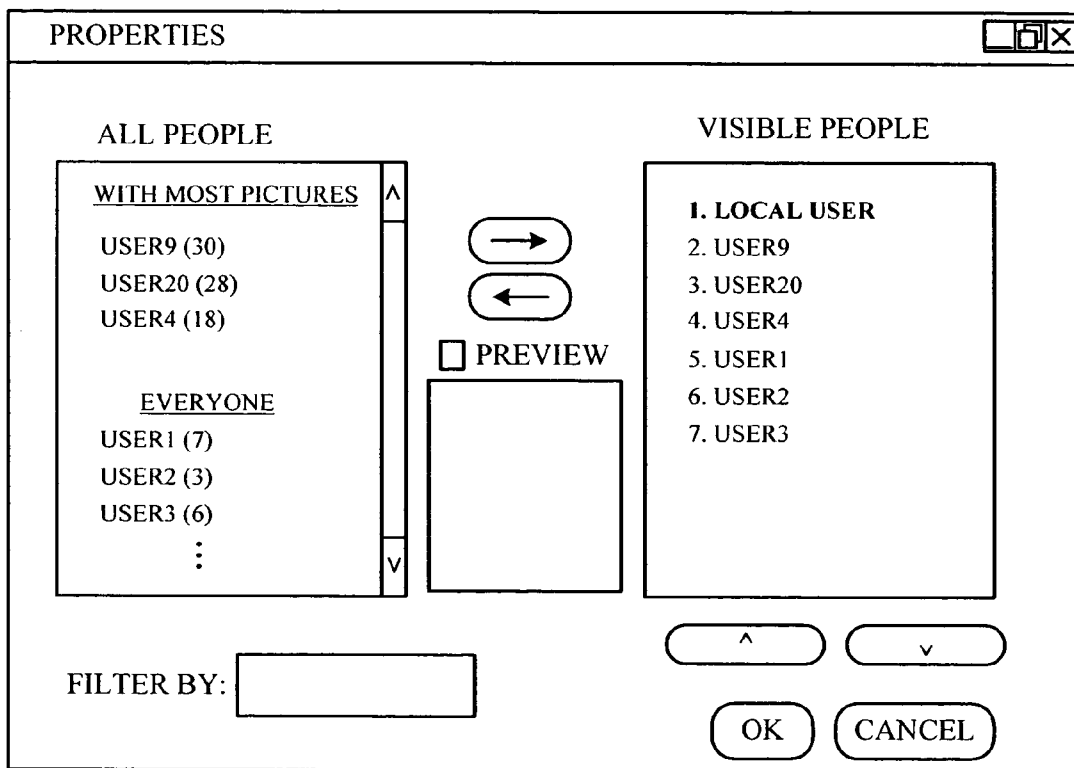 PROPERTIES
ALL PEOPLE
WITH MOST PICTURES
USER9 (30)
USER20 (28)
USER4 (18)
EVERYONE
USER1 (7)
USER2 (3)
USER3 (6)
PREVIEW
VISIBLE PEOPLE
1. LOCAL USER
2. USER9
3. USER20
4. USER4
5. USER1
6. USER2
7. USER3
FILTER BY:
OK
CANCEL